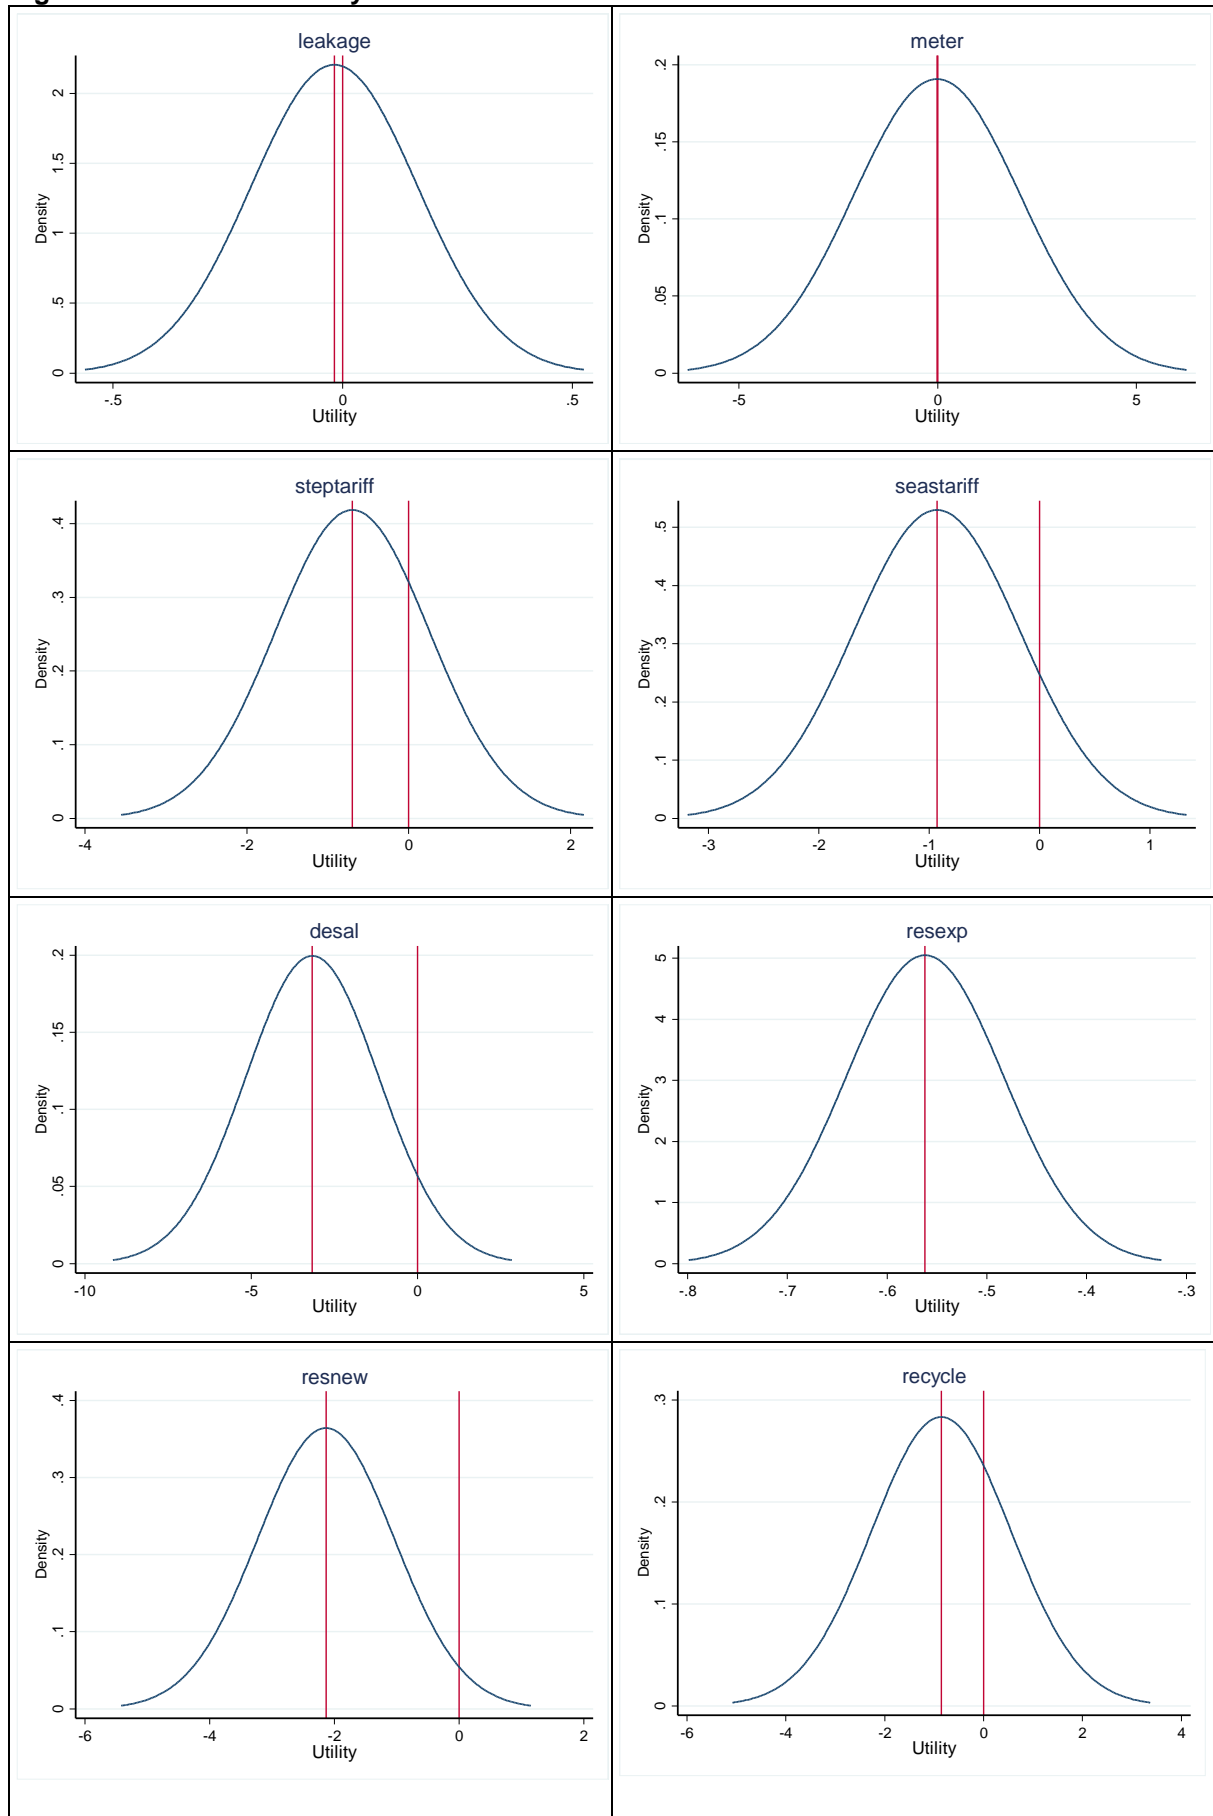 leakage
Density
0 .5 1 1.5 2
-.5 0 .5
Utility
meter
Density
0 .05 .1 .15 .2
-5 0 5
Utility
steptariff
Density
0 .1 .2 .3 .4
-4 -2 0 2
Utility
seastariff
Density
0 .1 .2 .3 .4 .5
-3 -2 -1 0 1
Utility
desal
Density
0 .05 .1 .15 .2
-10 -5 0 5
Utility
resexp
Density
0 1 2 3 4 5
-.8 -.7 -.6 -.5 -.4 -.3
Utility
resnew
Density
0 .1 .2 .3 .4
-6 -4 -2 0 2
Utility
recycle
Density
0 .1 .2 .3
-6 -4 -2 0 2 4
Utility